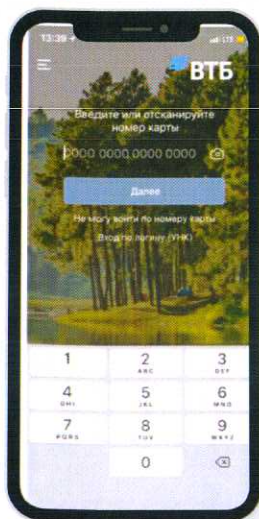 13:39
LTE
ВТБ
Введите или отсканируйте
номер карты
0000 0000 0000 0000
Далее
Не могу войти по номеру карты
Вход по логину (УНК)
1 2 3
ABC DEF
4 5 6
GHI JKL MNO
7 8 9
PQRS TUV WXYZ
0